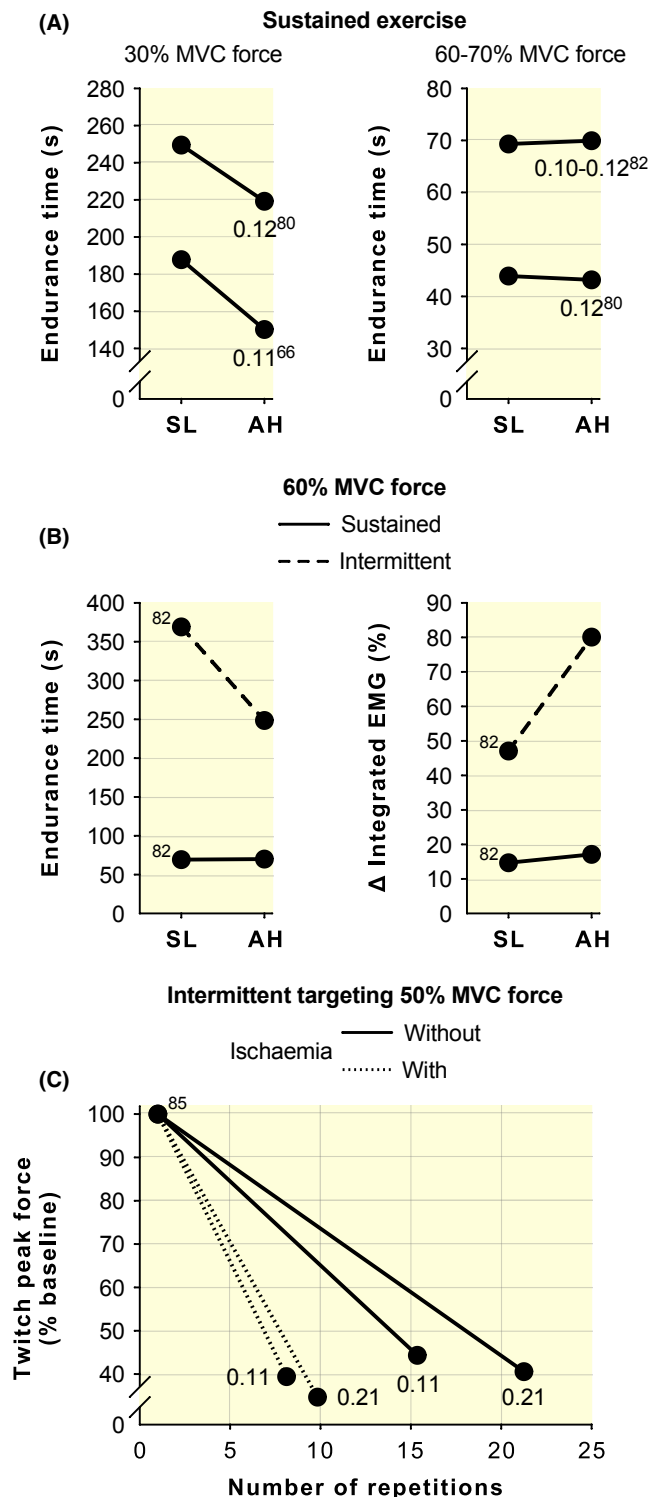 (A)
Sustained exercise
30% MVC force
60-70% MVC force
Endurance time (s)
280
260
240
220
200
180
160
140
0
0.12⁸⁰
0.11⁶⁶
SL
AH
Endurance time (s)
80
70
60
50
40
30
0
0.10-0.12⁸²
0.12⁸⁰
SL
AH
60% MVC force
(B)
Sustained
Intermittent
Endurance time (s)
400
350
300
250
200
150
100
50
0
82
82
SL
AH
Δ Integrated EMG (%)
90
80
70
60
50
40
30
20
10
0
82
82
SL
AH
Intermittent targeting 50% MVC force
Ischaemia
Without
With
(C)
Twitch peak force
(% baseline)
100
90
80
70
60
50
40
0
85
0.11
0.21
0.11
0.21
0
5
10
15
20
25
Number of repetitions